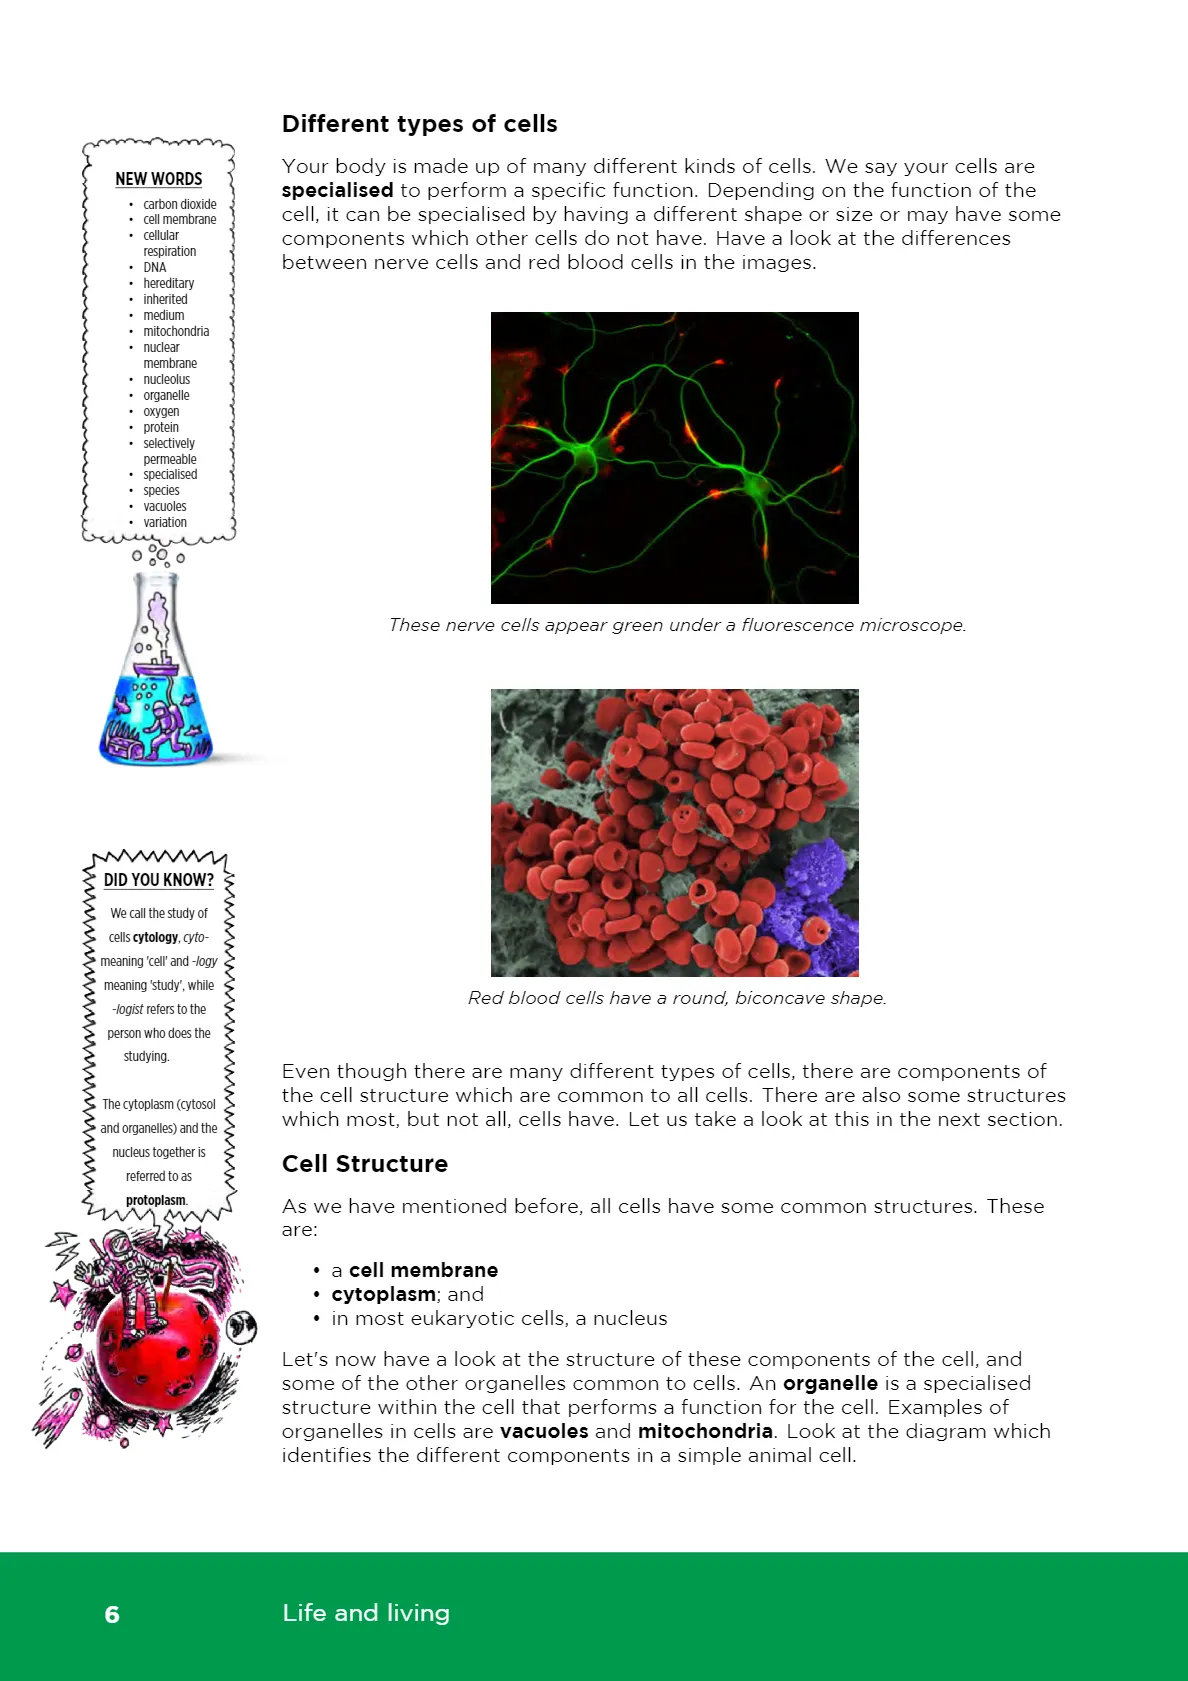 Different types of cells
Your body is made up of many different kinds of cells. We say your cells are
specialised to perform a specific function. Depending on the function of the
cell, it can be specialised by having a different shape or size or may have some
components which other cells do not have. Have a look at the differences
between nerve cells and red blood cells in the images.
NEW WORDS
• carbon dioxide
• cell membrane
• cellular
respiration
• DNA
• hereditary
• inherited
• medium
• mitochondria
• nuclear
membrane
• nucleolus
• organelle
• oxygen
• protein
• selectively
permeable
• specialised
• species
• vacuoles
• variation
These nerve cells appear green under a fluorescence microscope.
Red blood cells have a round, biconcave shape.
DID YOU KNOW?
We call the study of
cells cytology, cyto-
meaning 'cell' and -logy
meaning 'study', while
-logist refers to the
person who does the
studying.
The cytoplasm (cytosol
and organelles) and the
nucleus together is
referred to as
protoplasm.
Even though there are many different types of cells, there are components of
the cell structure which are common to all cells. There are also some structures
which most, but not all, cells have. Let us take a look at this in the next section.
Cell Structure
As we have mentioned before, all cells have some common structures. These
are:
• a cell membrane
• cytoplasm; and
• in most eukaryotic cells, a nucleus
Let's now have a look at the structure of these components of the cell, and
some of the other organelles common to cells. An organelle is a specialised
structure within the cell that performs a function for the cell. Examples of
organelles in cells are vacuoles and mitochondria. Look at the diagram which
identifies the different components in a simple animal cell.
6
Life and living